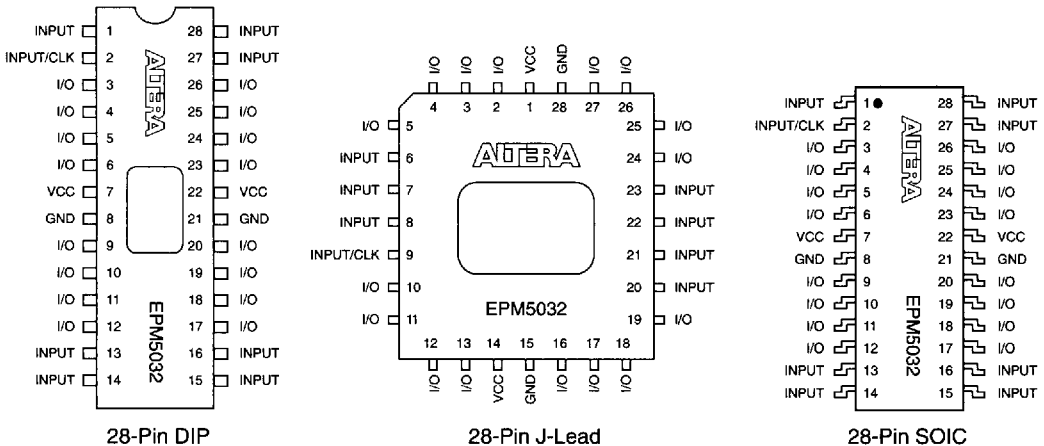 INPUT 1 28 INPUT
INPUT/CLK 2 27 INPUT
I/O 3 26 I/O
I/O 4 25 I/O
I/O 5 24 I/O
I/O 6 23 I/O
VCC 7 22 VCC
GND 8 21 GND
I/O 9 20 I/O
I/O 10 19 I/O
I/O 11 18 I/O
I/O 12 17 I/O
INPUT 13 16 INPUT
INPUT 14 15 INPUT
ALTERA
EPM5032
28-Pin DIP
I/O I/O I/O VCC GND I/O I/O
4 3 2 1 28 27 26
I/O 5 25 I/O
INPUT 6 24 I/O
INPUT 7 23 INPUT
INPUT 8 22 INPUT
INPUT/CLK 9 21 INPUT
I/O 10 20 INPUT
I/O 11 19 I/O
ALTERA
EPM5032
12 13 14 15 16 17 18
I/O I/O VCC GND I/O I/O I/O
28-Pin J-Lead
INPUT 1 28 INPUT
INPUT/CLK 2 27 INPUT
I/O 3 26 I/O
I/O 4 25 I/O
I/O 5 24 I/O
I/O 6 23 I/O
VCC 7 22 VCC
GND 8 21 GND
I/O 9 20 I/O
I/O 10 19 I/O
I/O 11 18 I/O
I/O 12 17 I/O
INPUT 13 16 INPUT
INPUT 14 15 INPUT
ALTERA
EPM5032
28-Pin SOIC